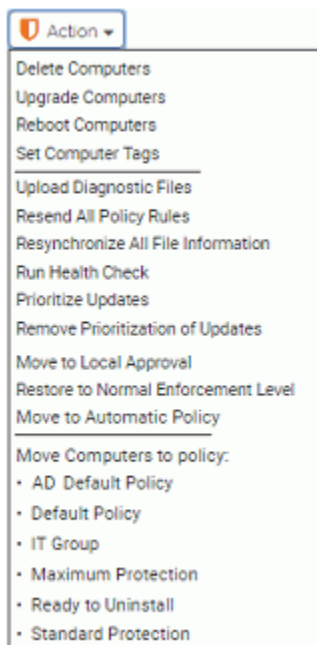 Action
Delete Computers
Upgrade Computers
Reboot Computers
Set Computer Tags
Upload Diagnostic Files
Resend All Policy Rules
Resynchronize All File Information
Run Health Check
Prioritize Updates
Remove Prioritization of Updates
Move to Local Approval
Restore to Normal Enforcement Level
Move to Automatic Policy
Move Computers to policy:
• AD Default Policy
• Default Policy
• IT Group
• Maximum Protection
• Ready to Uninstall
• Standard Protection